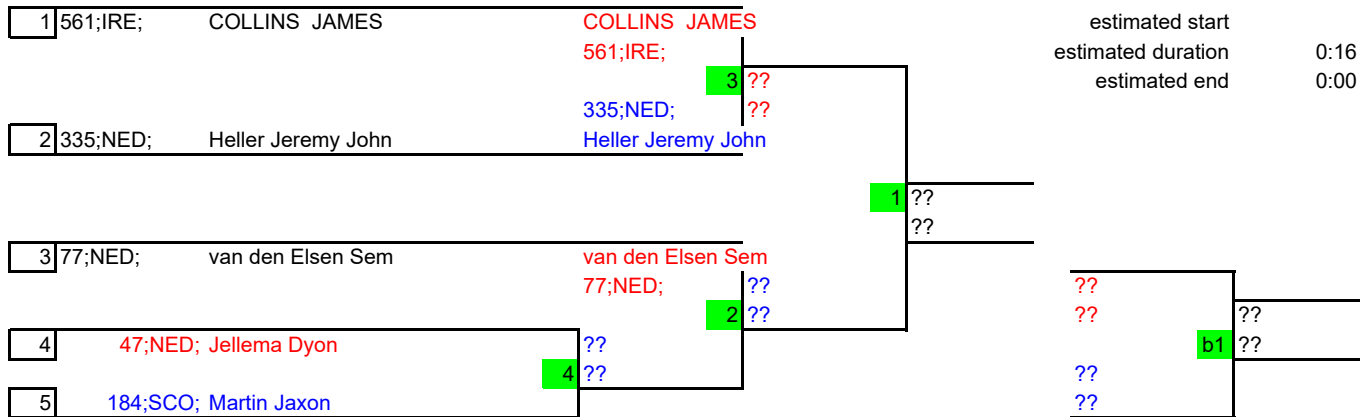 1 561;IRE; COLLINS JAMES COLLINS JAMES estimated start
561;IRE; estimated duration 0:16
3 ?? estimated end 0:00
335;NED; ??
2 335;NED; Heller Jeremy John Heller Jeremy John
1 ??
??
3 77;NED; van den Elsen Sem van den Elsen Sem
77;NED; ?? ??
2 ?? ?? ??
4 47;NED; Jellema Dyon ?? b1 ??
4 ?? ??
5 184;SCO; Martin Jaxon ??